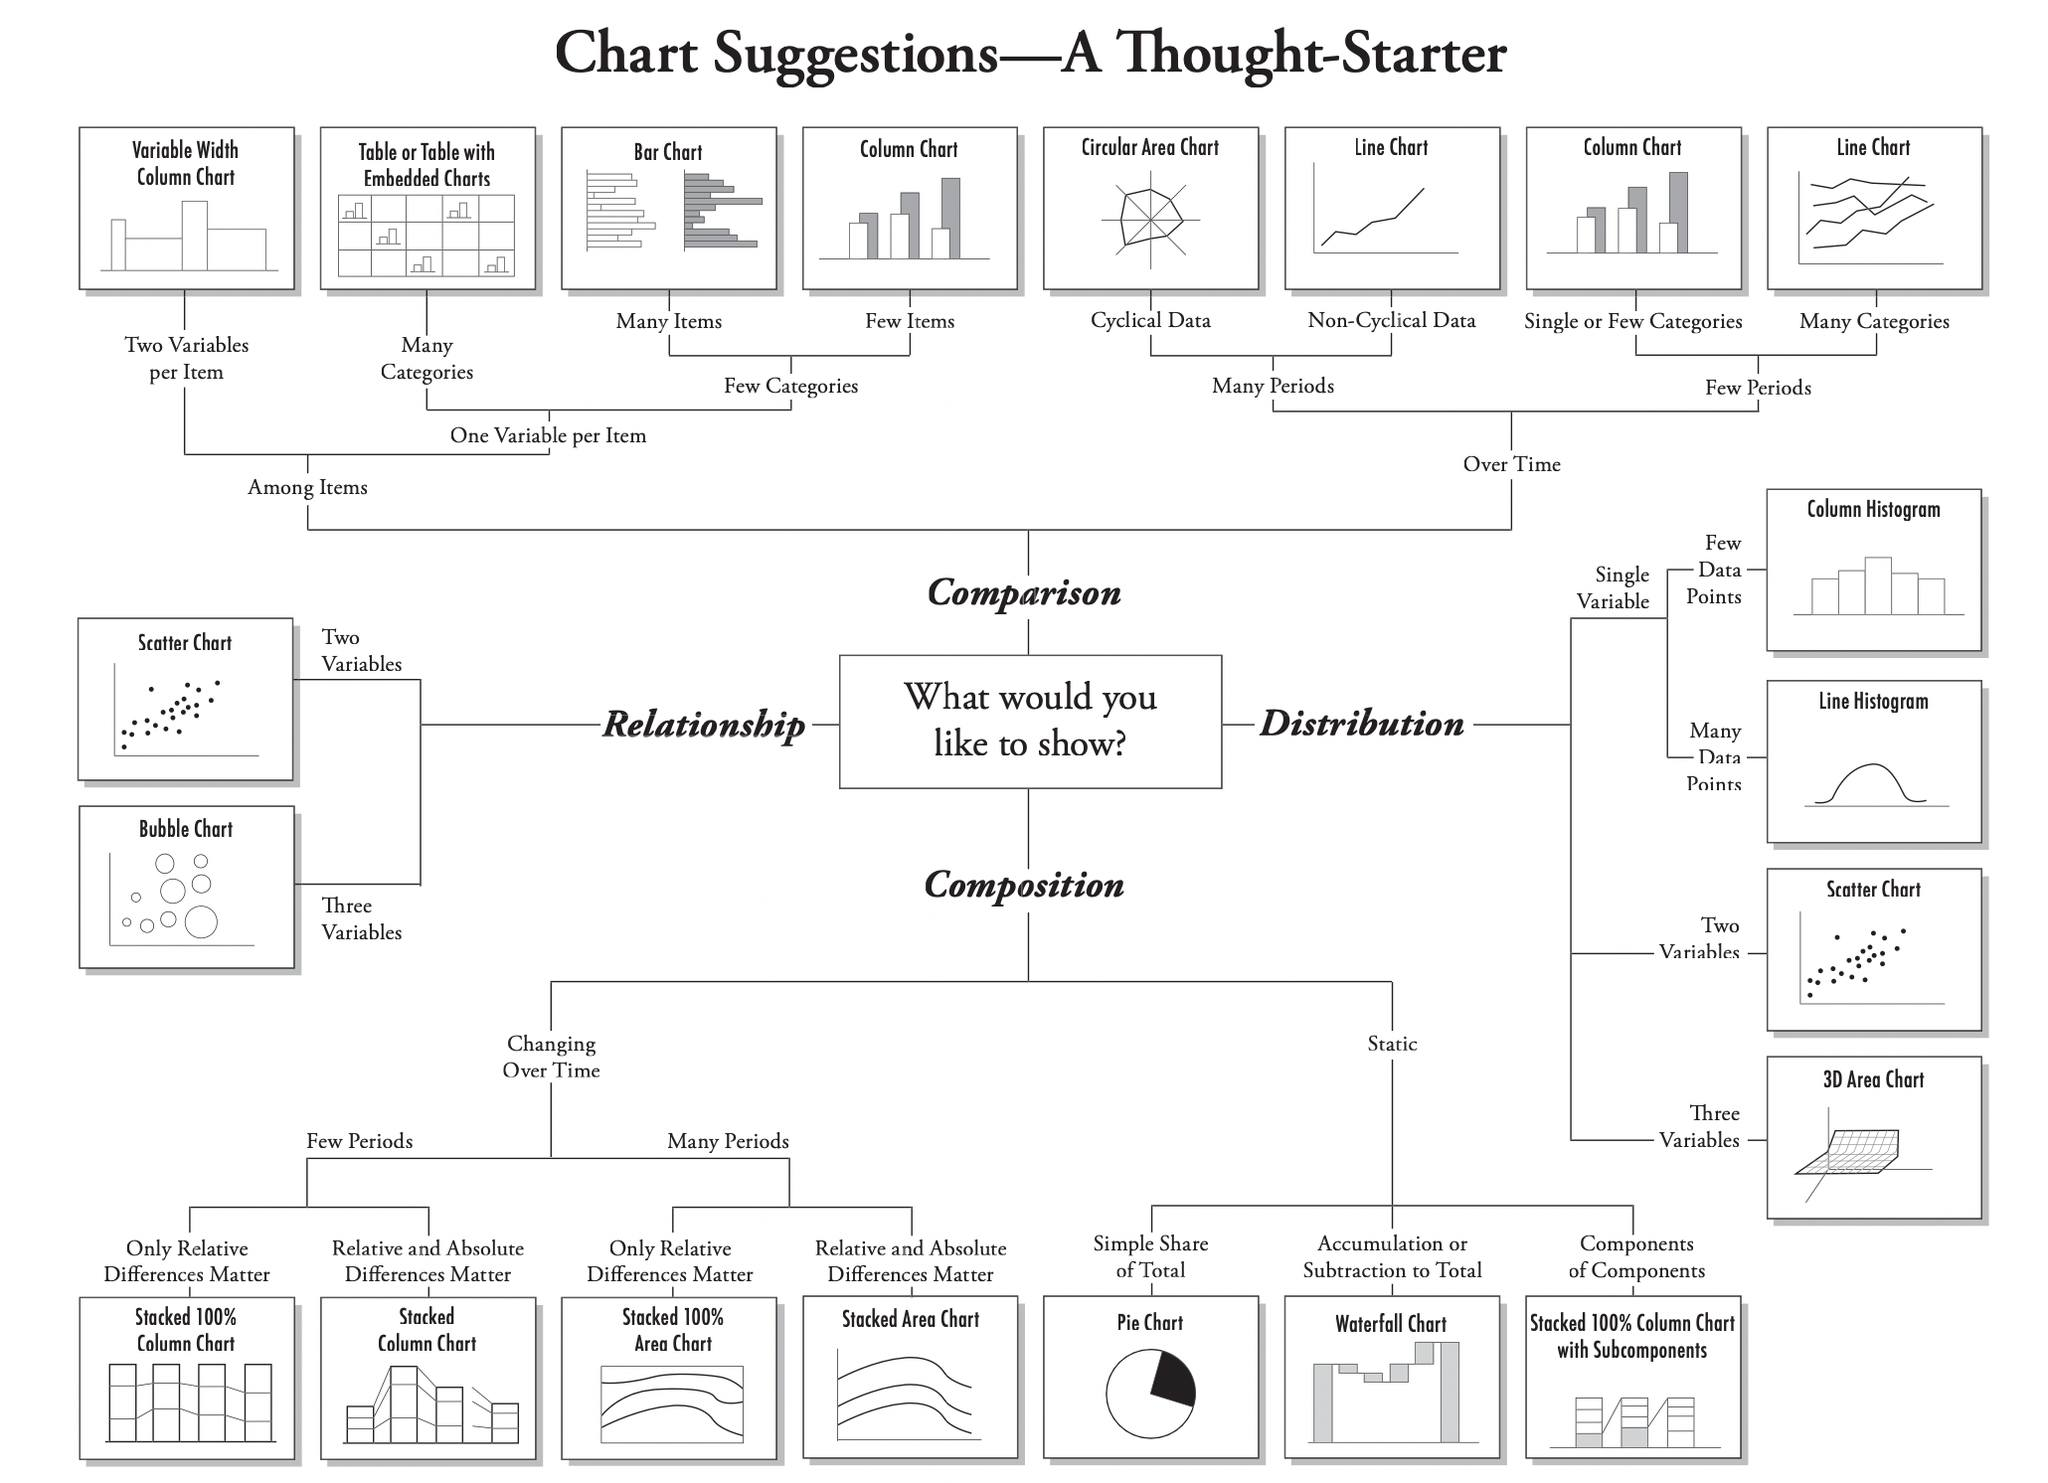 Chart Suggestions—A Thought-Starter
Variable Width
Column Chart
Table or Table with
Embedded Charts
Bar Chart
Column Chart
Circular Area Chart
Line Chart
Column Chart
Line Chart
Two Variables
per Item
Many
Categories
Many Items
Few Items
Cyclical Data
Non-Cyclical Data
Single or Few Categories
Many Categories
Few Categories
Many Periods
Few Periods
One Variable per Item
Over Time
Among Items
Comparison
What would you
like to show?
Relationship
Two
Variables
Scatter Chart
Bubble Chart
Three
Variables
Distribution
Single
Variable
Few
Data
Points
Column Histogram
Many
Data
Points
Line Histogram
Two
Variables
Scatter Chart
Three
Variables
3D Area Chart
Composition
Changing
Over Time
Static
Few Periods
Many Periods
Only Relative
Differences Matter
Relative and Absolute
Differences Matter
Only Relative
Differences Matter
Relative and Absolute
Differences Matter
Simple Share
of Total
Accumulation or
Subtraction to Total
Components
of Components
Stacked 100%
Column Chart
Stacked
Column Chart
Stacked 100%
Area Chart
Stacked Area Chart
Pie Chart
Waterfall Chart
Stacked 100% Column Chart
with Subcomponents